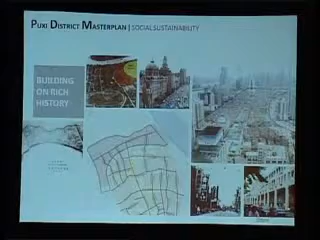 PUXI DISTRICT MASTERPLAN | SOCIAL SUSTAINABILITY
BUILDING
ON RICH
HISTORY